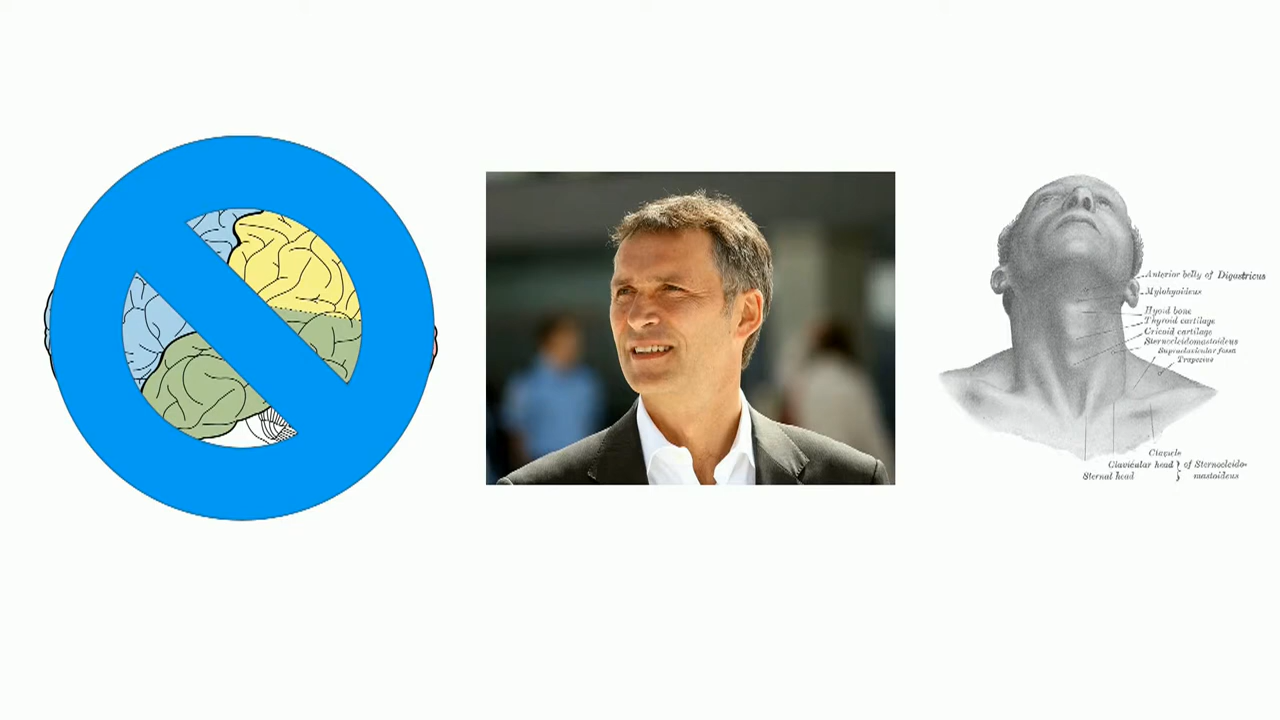 Anterior belly of Digastricus
Mylohyoideus
Hyoid bone
Thyroid cartilage
Cricoid cartilage
Sternocleidomastoideus
Supraclavicular fossa
Trapezius
Clavicle
Clavicular head } of Sternocleido-
Sternal head } mastoideus